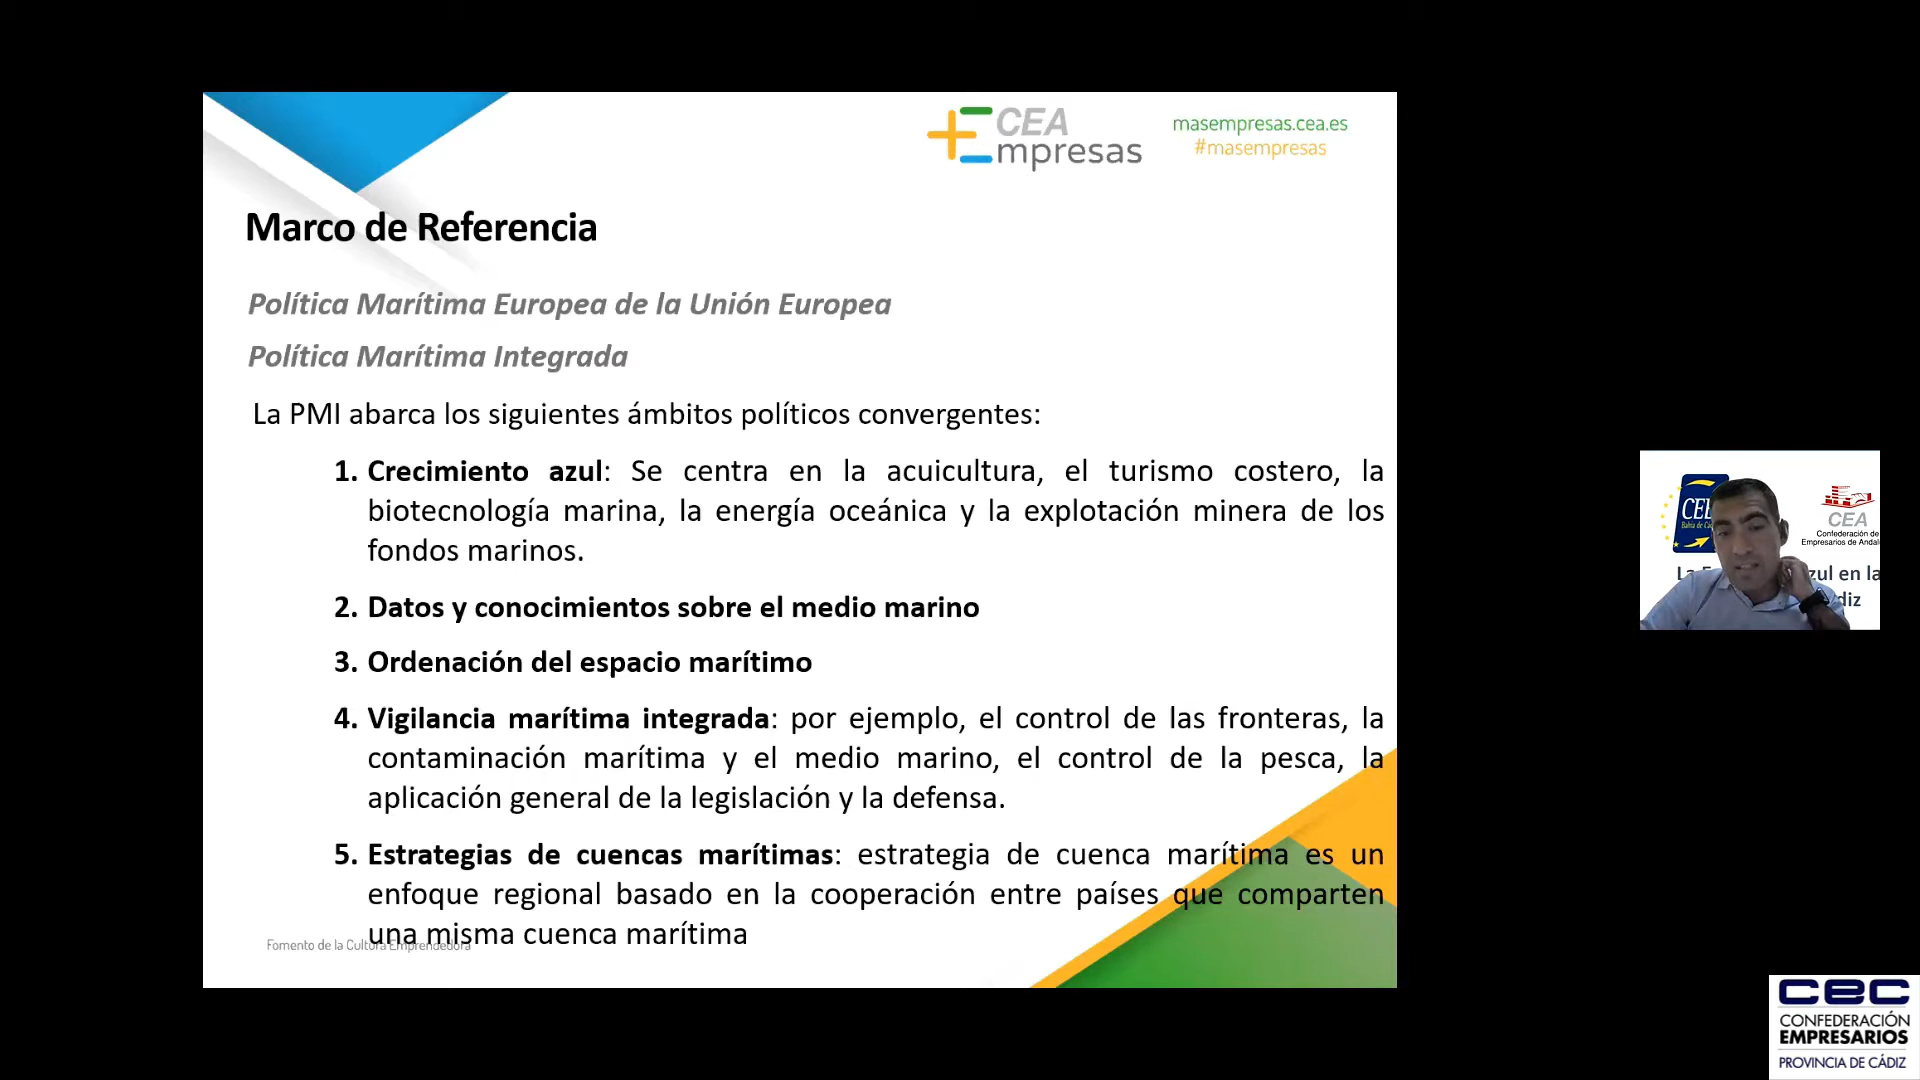 CEA
Empresas
masempresas.cea.es
#masempresas
Marco de Referencia
Política Marítima Europea de la Unión Europea
Política Marítima Integrada
La PMI abarca los siguientes ámbitos políticos convergentes:
1. Crecimiento azul: Se centra en la acuicultura, el turismo costero, la
biotecnología marina, la energía oceánica y la explotación minera de los
fondos marinos.
2. Datos y conocimientos sobre el medio marino
3. Ordenación del espacio marítimo
4. Vigilancia marítima integrada: por ejemplo, el control de las fronteras, la
contaminación marítima y el medio marino, el control de la pesca, la
aplicación general de la legislación y la defensa.
5. Estrategias de cuencas marítimas: estrategia de cuenca marítima es un
enfoque regional basado en la cooperación entre países que comparten
una misma cuenca marítima
Fomento de la Cultura Emprendedora
CEA
Confederación de
Empresarios de Andal
zul en la
diz
cec
CONFEDERACIÓN
EMPRESARIOS
PROVINCIA DE CÁDIZ